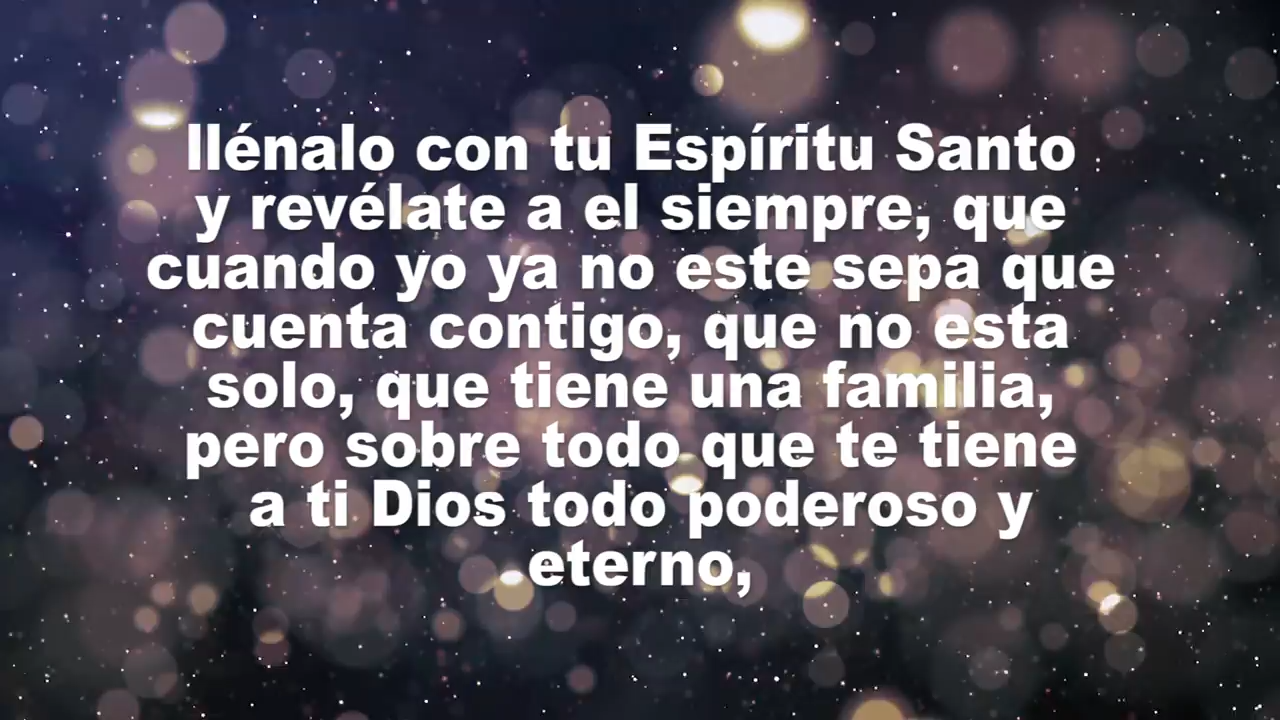 llénalo con tu Espíritu Santo
y revélate a el siempre, que
cuando yo ya no este sepa que
cuenta contigo, que no esta
solo, que tiene una familia,
pero sobre todo que te tiene
a ti Dios todo poderoso y
eterno,